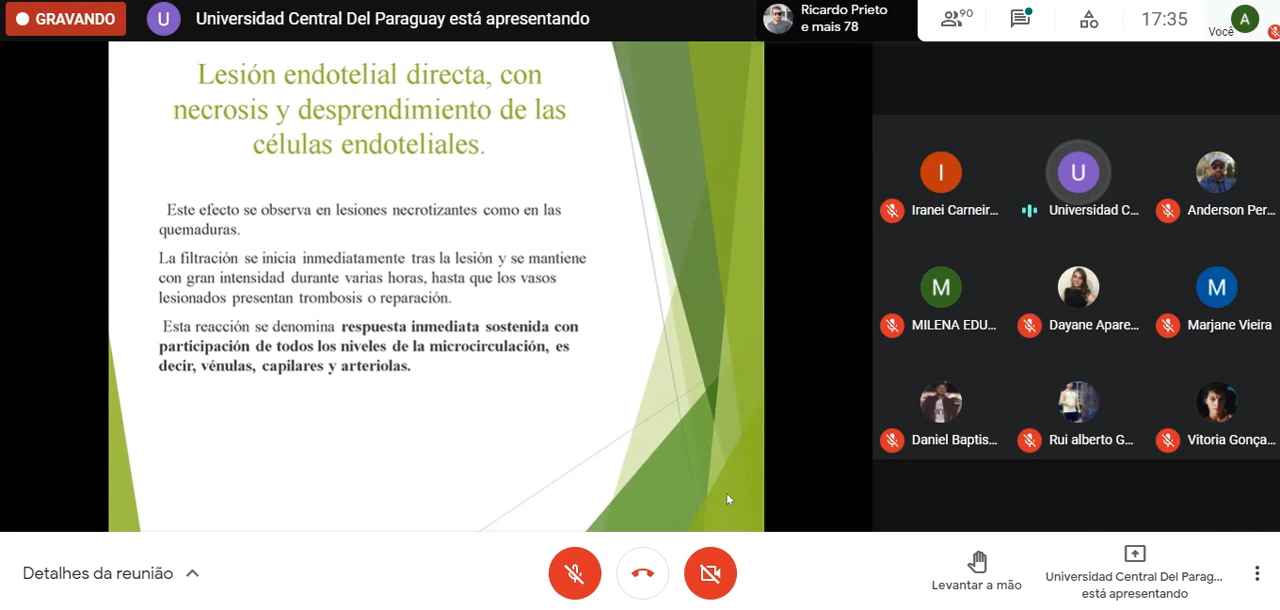 GRAVANDO
U
Universidad Central Del Paraguay está apresentando
Ricardo Prieto
e mais 78
90
17:35
Você
A
Lesión endotelial directa, con
necrosis y desprendimiento de las
células endoteliales.
Este efecto se observa en lesiones necrotizantes como en las
quemaduras.
La filtración se inicia inmediatamente tras la lesión y se mantiene
con gran intensidad durante varias horas, hasta que los vasos
lesionados presentan trombosis o reparación.
Esta reacción se denomina respuesta inmediata sostenida con
participación de todos los niveles de la microcirculación, es
decir, vénulas, capilares y arteriolas.
I
U
Iranei Carneir...
Universidad C...
Anderson Per...
M
M
MILENA EDU...
Dayane Apare...
Marjane Vieira
Daniel Baptis...
Rui alberto G...
Vitoria Gonça...
Detalhes da reunião
Levantar a mão
Universidad Central Del Parag...
está apresentando